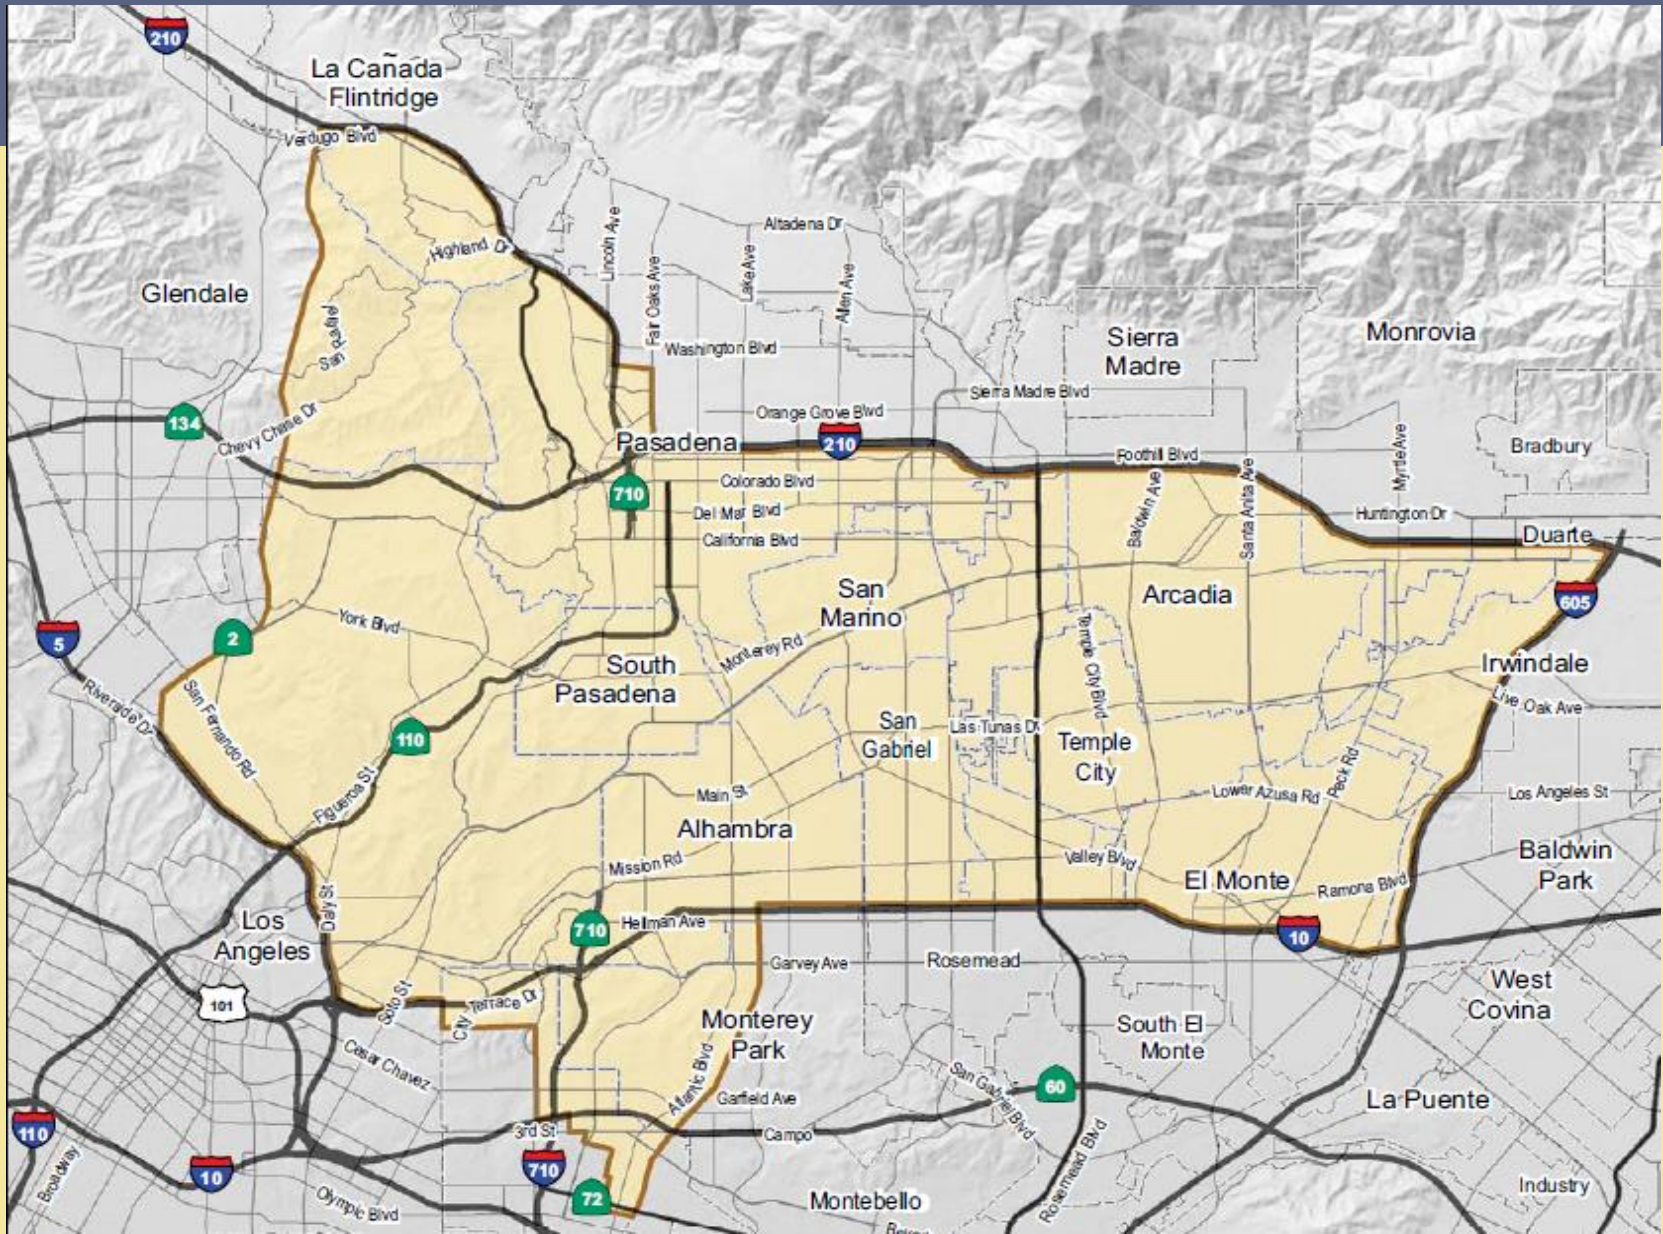 210
La Cañada
Flintridge
Verdugo Blvd
Highland Dr
Lincoln Ave
Fair Oaks Ave
Lake Ave
Altadena Dr
Allen Ave
Glendale
San Rafael
Washington Blvd
Sierra
Madre
Monrovia
Sierra Madre Blvd
Orange Grove Blvd
134
Chevy Chase Dr
Pasadena
210
Foothill Blvd
Myrtle Ave
Bradbury
710
Colorado Blvd
Del Mar Blvd
California Blvd
Baldwin Ave
Santa Anita Ave
Huntington Dr
Duarte
San
Marino
Arcadia
605
5
2
York Blvd
South
Pasadena
Monterey Rd
Temple City Blvd
Irwindale
Live Oak Ave
Riverside Dr
San Fernando Rd
110
Figueroa St
San
Gabriel
Las Tunas D
Temple
City
Peck Rd
Main St
Lower Azusa Rd
Los Angeles St
Alhambra
Mission Rd
Valley Blvd
El Monte
Ramona Blvd
Baldwin
Park
Los
Angeles
Daly St
710
Hellman Ave
10
Garvey Ave
Rosemead
101
Soto St
City Terrace Dr
Monterey
Park
South El
Monte
West
Covina
Cesar Chavez
Atlantic Blvd
Garfield Ave
San Gabriel Blvd
60
La Puente
110
3rd St
Campo
Broadway
10
710
72
Olympic Blvd
Montebello
Rosemead Blvd
Industry